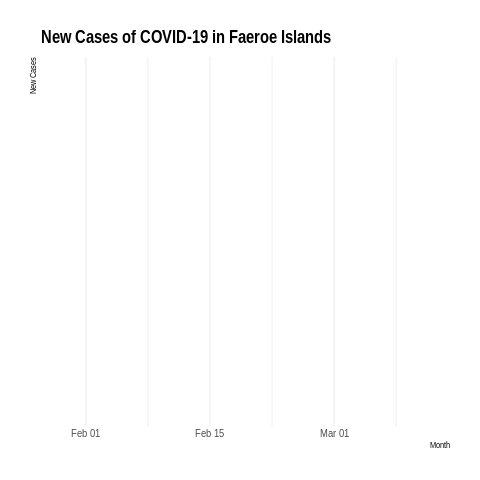 New Cases of COVID-19 in Faeroe Islands
New Cases
Feb 01
Feb 15
Mar 01
Month